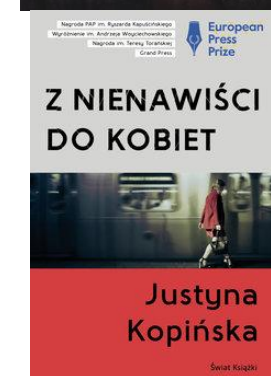 Nagroda PAP im. Ryszarda Kapuścińskiego
Wyróżnienie im. Andrzeja Woyciechowskiego
Nagroda im. Teresy Torańskiej
Grand Press
European
Press
Prize
Z NIENAWIŚCI
DO KOBIET
Justyna
Kopińska
Świat Książki